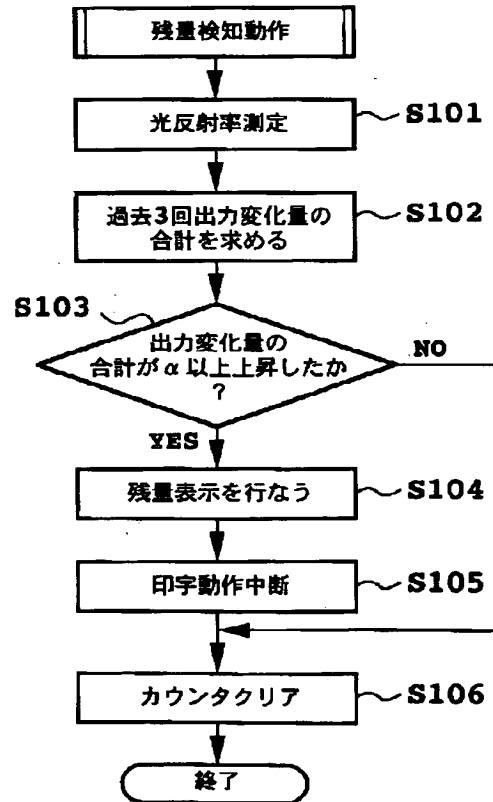 残量検知動作
光反射率測定
S101
過去3回出力変化量の
合計を求める
S102
S103
出力変化量の
合計がα以上上昇したか
?
NO
YES
残量表示を行なう
S104
印字動作中断
S105
カウンタクリア
S106
終了